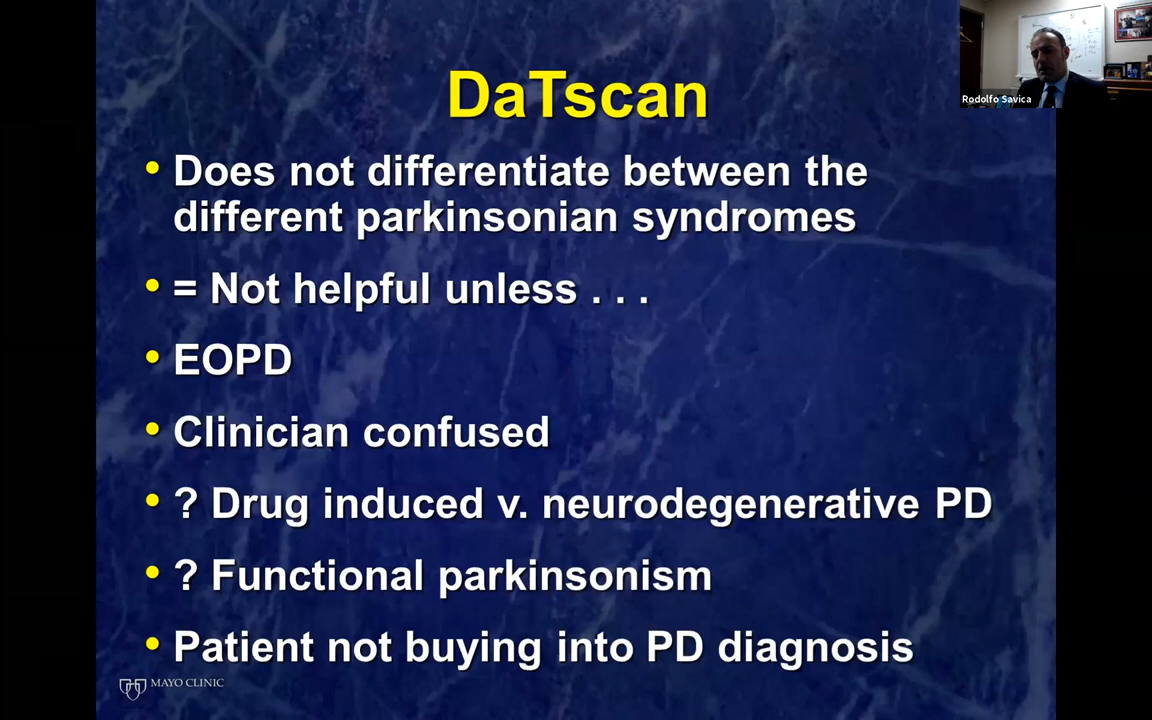 DaTscan
Rodolfo Savica
• Does not differentiate between the
different parkinsonian syndromes
• = Not helpful unless . . .
• EOPD
• Clinician confused
• ? Drug induced v. neurodegenerative PD
• ? Functional parkinsonism
• Patient not buying into PD diagnosis
MAYO CLINIC